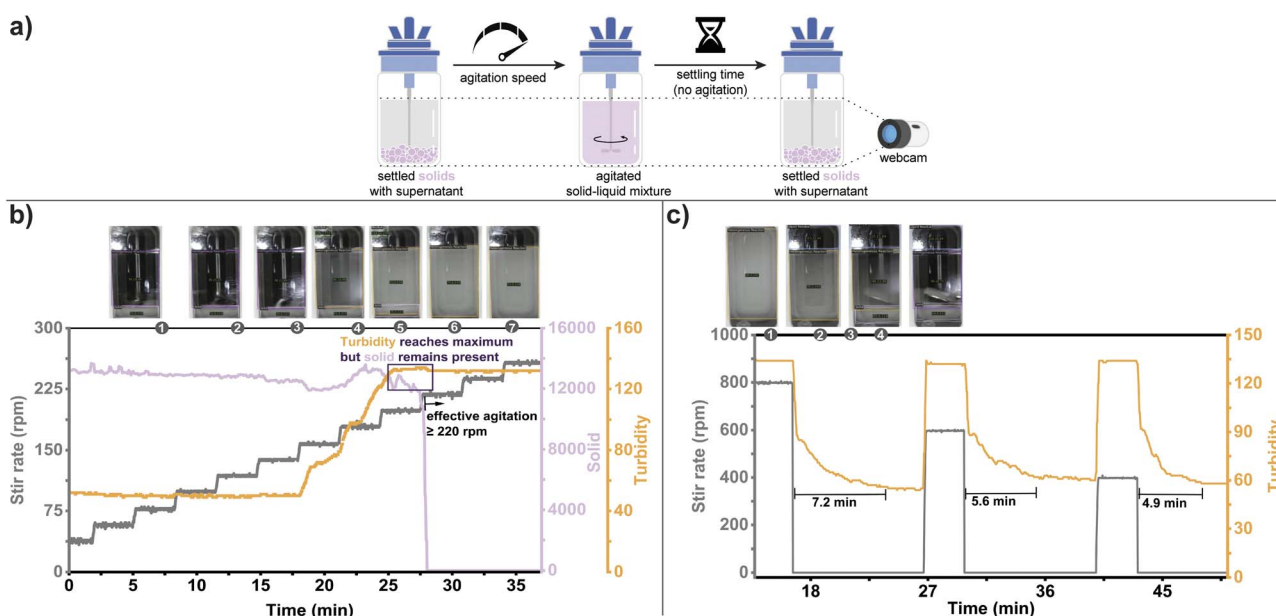 a)
agitation speed
settling time
(no agitation)
webcam
settled solids
with supernatant
agitated
solid-liquid mixture
settled solids
with supernatant
b)
1 2 3 4 5 6 7
Turbidity reaches maximum
but solid remains present
effective agitation
≥ 220 rpm
300
225
150
75
0
Stir rate (rpm)
16000
12000
8000
4000
0
Solid
160
120
80
40
0
Turbidity
0 5 10 15 20 25 30 35
Time (min)
c)
1 2 3 4
1000
800
600
400
200
0
Stir rate (rpm)
7.2 min
5.6 min
4.9 min
150
120
90
60
30
0
Turbidity
18 27 36 45
Time (min)